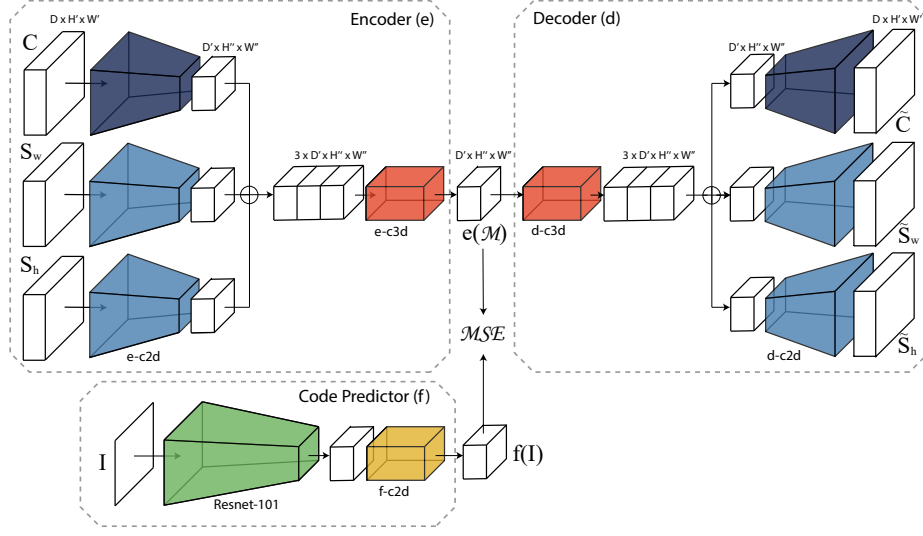 Encoder (e)
Decoder (d)
D x H' x W'
C
D' x H'' x W''
S_w
S_h
e-c2d
3 x D' x H'' x W''
e-c3d
D' x H'' x W''
e(ℳ)
d-c3d
3 x D' x H'' x W''
D' x H'' x W''
D x H' x W'
C̃
S̃_w
S̃_h
d-c2d
ℳSE
Code Predictor (f)
I
Resnet-101
f-c2d
f(I)